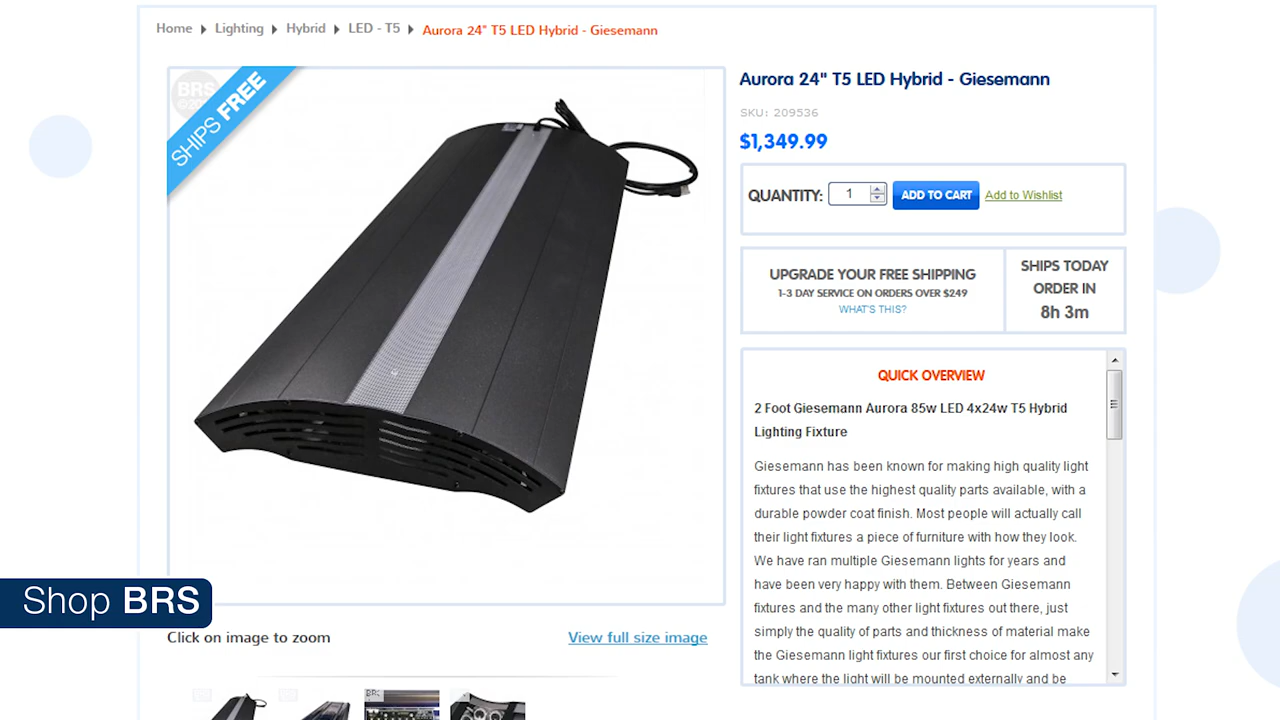 Home Lighting Hybrid LED - T5 Aurora 24" T5 LED Hybrid - Giesemann
BRS
SHIPS FREE
Aurora 24" T5 LED Hybrid - Giesemann
SKU: 209536
$1,349.99
QUANTITY: 1 ADD TO CART Add to Wishlist
UPGRADE YOUR FREE SHIPPING
1-3 DAY SERVICE ON ORDERS OVER $249
WHAT'S THIS?
SHIPS TODAY
ORDER IN
8h 3m
QUICK OVERVIEW
2 Foot Giesemann Aurora 85w LED 4x24w T5 Hybrid
Lighting Fixture
Giesemann has been known for making high quality light
fixtures that use the highest quality parts available, with a
durable powder coat finish. Most people will actually call
their light fixtures a piece of furniture with how they look.
We have ran multiple Giesemann lights for years and
have been very happy with them. Between Giesemann
fixtures and the many other light fixtures out there, just
simply the quality of parts and thickness of material make
the Giesemann light fixtures our first choice for almost any
tank where the light will be mounted externally and be
Shop BRS
Click on image to zoom
View full size image